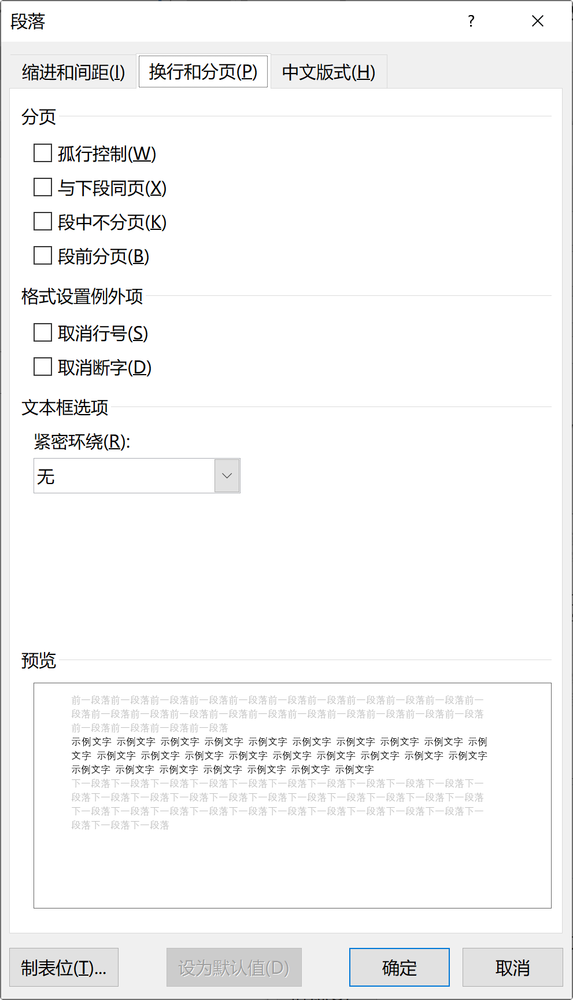 段落
?
缩进和间距(I)
换行和分页(P)
中文版式(H)
分页
孤行控制(W)
与下段同页(X)
段中不分页(K)
段前分页(B)
格式设置例外项
取消行号(S)
取消断字(D)
文本框选项
紧密环绕(R):
无
预览
前一段落前一段落前一段落前一段落前一段落前一段落前一段落前一段落前一段落前一段落前一
段落前一段落前一段落前一段落前一段落前一段落前一段落前一段落前一段落前一段落前一段落
前一段落前一段落前一段落前一段落
示例文字 示例文字 示例文字 示例文字 示例文字 示例文字 示例文字 示例文字 示例文字 示例
文字 示例文字 示例文字 示例文字 示例文字 示例文字 示例文字 示例文字 示例文字 示例文字
示例文字 示例文字 示例文字 示例文字 示例文字 示例文字 示例文字
下一段落下一段落下一段落下一段落下一段落下一段落下一段落下一段落下一段落下一段落下一
段落下一段落下一段落下一段落下一段落下一段落下一段落下一段落下一段落下一段落下一段落
下一段落下一段落下一段落下一段落下一段落下一段落下一段落下一段落下一段落下一段落下一
段落下一段落下一段落
制表位(T)...
设为默认值(D)
确定
取消